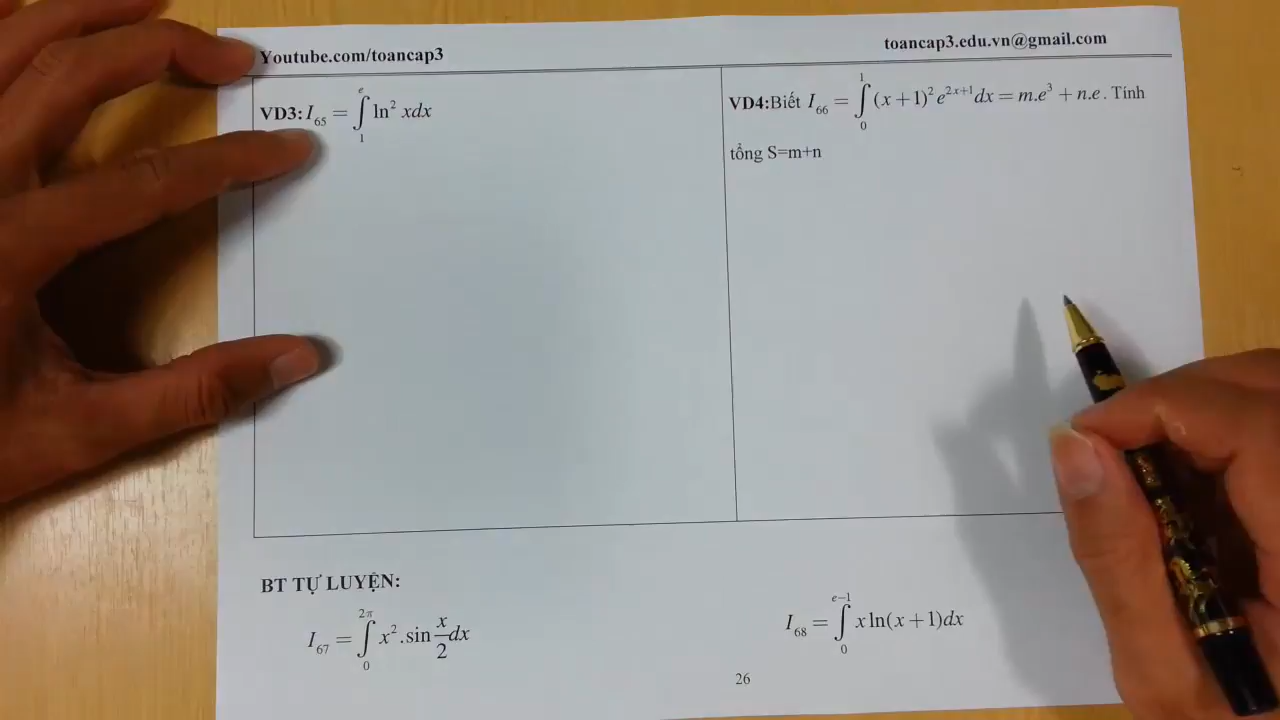 Youtube.com/toancap3
toancap3.edu.vn@gmail.com
VD3: I₆₅ = ∫₁ᵉ ln² xdx
VD4:Biết I₆₆ = ∫₀¹ (x+1)² e²ˣ⁺¹ dx = m.e³ + n.e. Tính
tổng S=m+n
BT TỰ LUYỆN:
I₆₇ = ∫₀^{2π} x².sin x/2 dx
I₆₈ = ∫₀^{e−1} x ln(x+1)dx
26